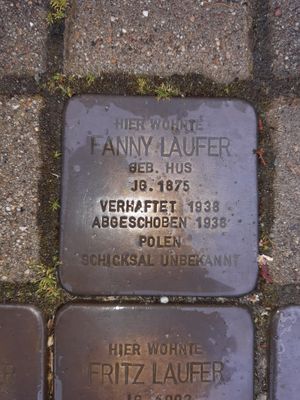 HIER WOHNTE
FANNY LAUFER
GEB. HUS
JG. 1875
VERHAFTET 1938
ABGESCHOBEN 1938
POLEN
SCHICKSAL UNBEKANNT
HIER WOHNTE
FRITZ LAUFER